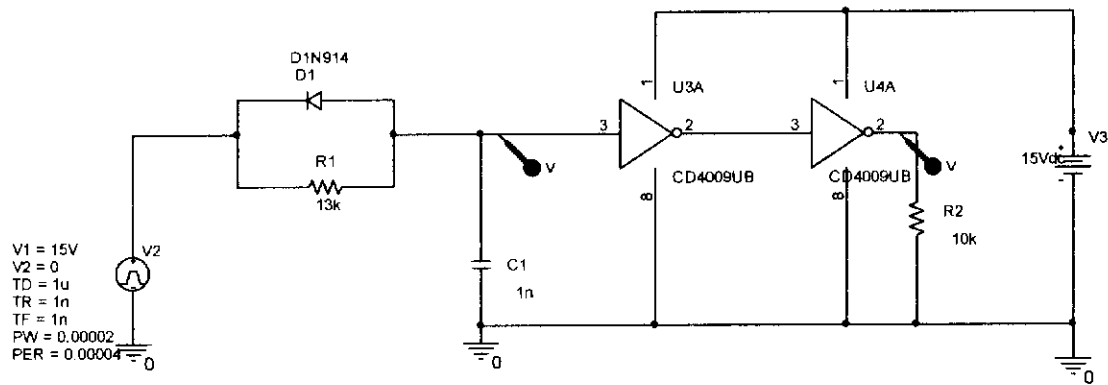 D1N914
D1
R1
13k
V1 = 15V
V2 = 0
TD = 1u
TR = 1n
TF = 1n
PW = 0.00002
PER = 0.00004
V2
0
C1
1n
0
V
3
1
U3A
2
CD4009UB
8
3
1
U4A
2
CD4009UB
8
V
R2
10k
V3
15Vdc
+
-
0